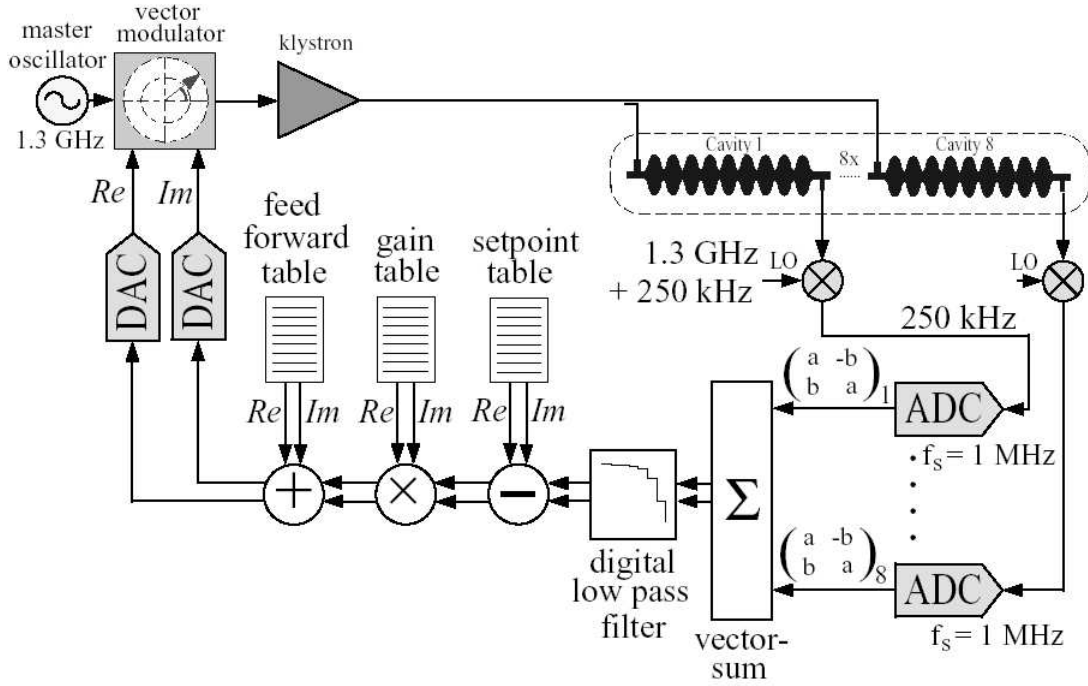 master
oscillator
1.3 GHz
vector
modulator
klystron
Cavity 1
8x
Cavity 8
Re
Im
DAC
DAC
feed
forward
table
gain
table
setpoint
table
Re Im
Re Im
Re Im
1.3 GHz
+ 250 kHz
LO
LO
250 kHz
(a -b
b a)1
ADC
fs = 1 MHz
+
×
−
digital
low pass
filter
Σ
vector-
sum
(a -b
b a)8
ADC
fs = 1 MHz